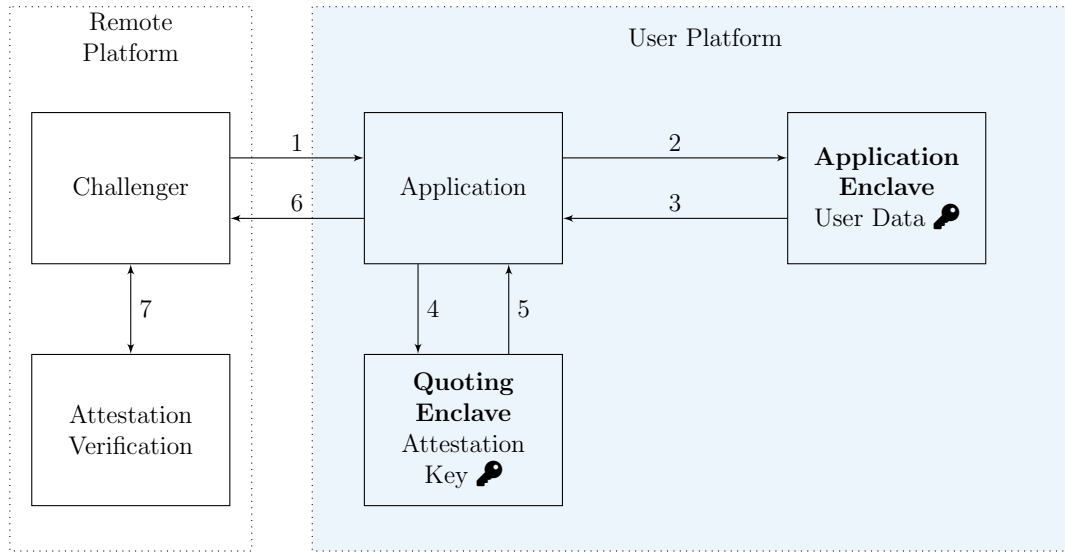 Remote
Platform
User Platform
Challenger
1
6
Application
2
3
Application
Enclave
User Data
7
4
5
Attestation
Verification
Quoting
Enclave
Attestation
Key